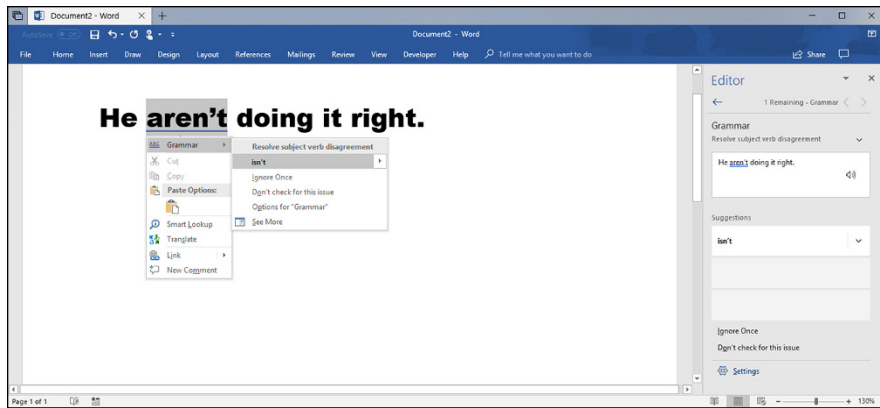 Document2 - Word
AutoSave Off
Document2 - Word
File Home Insert Draw Design Layout References Mailings Review View Developer Help Tell me what you want to do Share
He aren't doing it right.
Grammar
Cut
Copy
Paste Options:
Smart Lookup
Translate
Link
New Comment
Resolve subject verb disagreement
isn't
Ignore Once
Don't check for this issue
Options for "Grammar"
See More
Editor
1 Remaining - Grammar
Grammar
Resolve subject verb disagreement
He aren't doing it right.
Suggestions
isn't
Ignore Once
Don't check for this issue
Settings
Page 1 of 1
130%